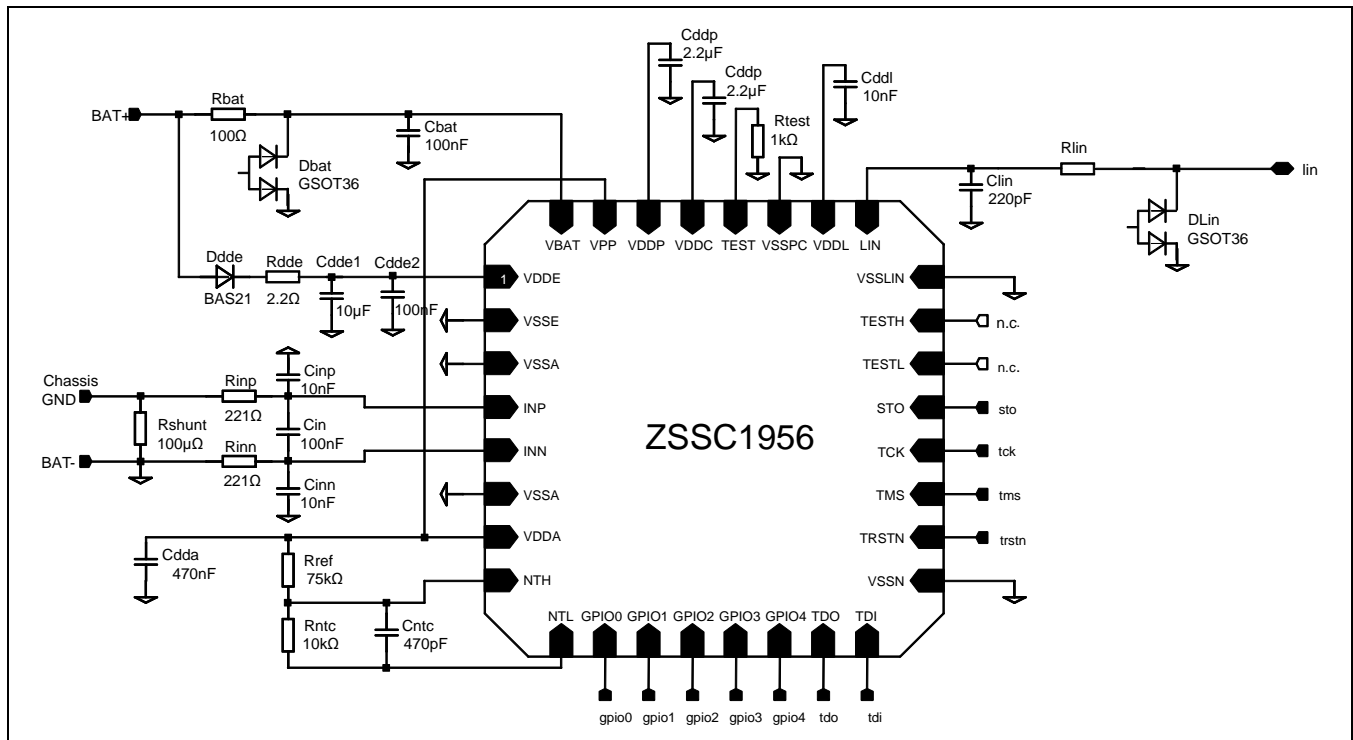 Cddp
2.2µF
Cddp
2.2µF
Cddl
10nF
Rbat
BAT+
100Ω
Cbat
100nF
Rtest
1kΩ
Rlin
lin
Dbat
GSOT36
Clin
220pF
DLin
GSOT36
VBAT
VPP
VDDP
VDDC
TEST
VSSPC
VDDL
LIN
Ddde
BAS21
Rdde
2.2Ω
Cdde1
10µF
Cdde2
100nF
1
VDDE
VSSLIN
VSSE
TESTH
n.c.
VSSA
TESTL
n.c.
Chassis
GND
Rinp
221Ω
Cinp
10nF
INP
STO
sto
Rshunt
100µΩ
Cin
100nF
ZSSC1956
BAT-
Rinn
221Ω
INN
TCK
tck
Cinn
10nF
VSSA
TMS
tms
Cdda
470nF
VDDA
TRSTN
trstn
Rref
75kΩ
NTH
VSSN
Rntc
10kΩ
Cntc
470pF
NTL
GPIO0
GPIO1
GPIO2
GPIO3
GPIO4
TDO
TDI
gpio0
gpio1
gpio2
gpio3
gpio4
tdo
tdi